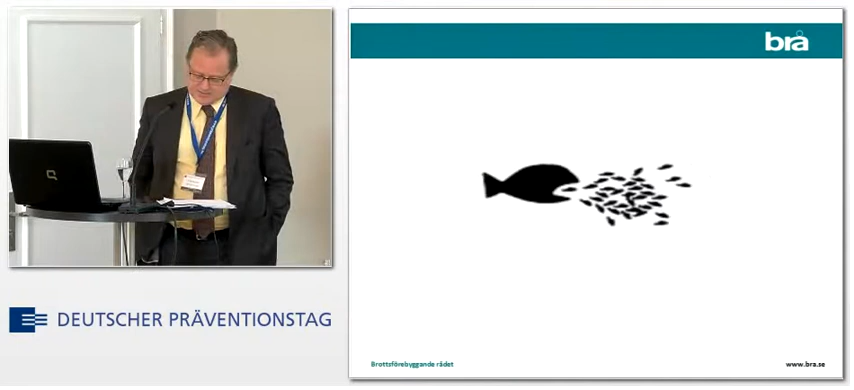 DEUTSCHER PRÄVENTIONSTAG
brå
Brottsförebyggande rådet
www.bra.se